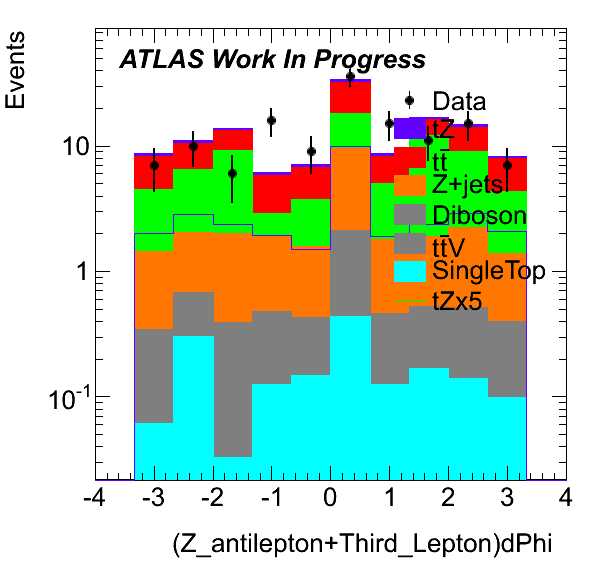 Events
ATLAS Work In Progress
Data
tZ
tt̄
Z+jets
Diboson
tt̄V
SingleTop
tZx5
10
1
10⁻¹
-4 -3 -2 -1 0 1 2 3 4
(Z_antilepton+Third_Lepton)dPhi